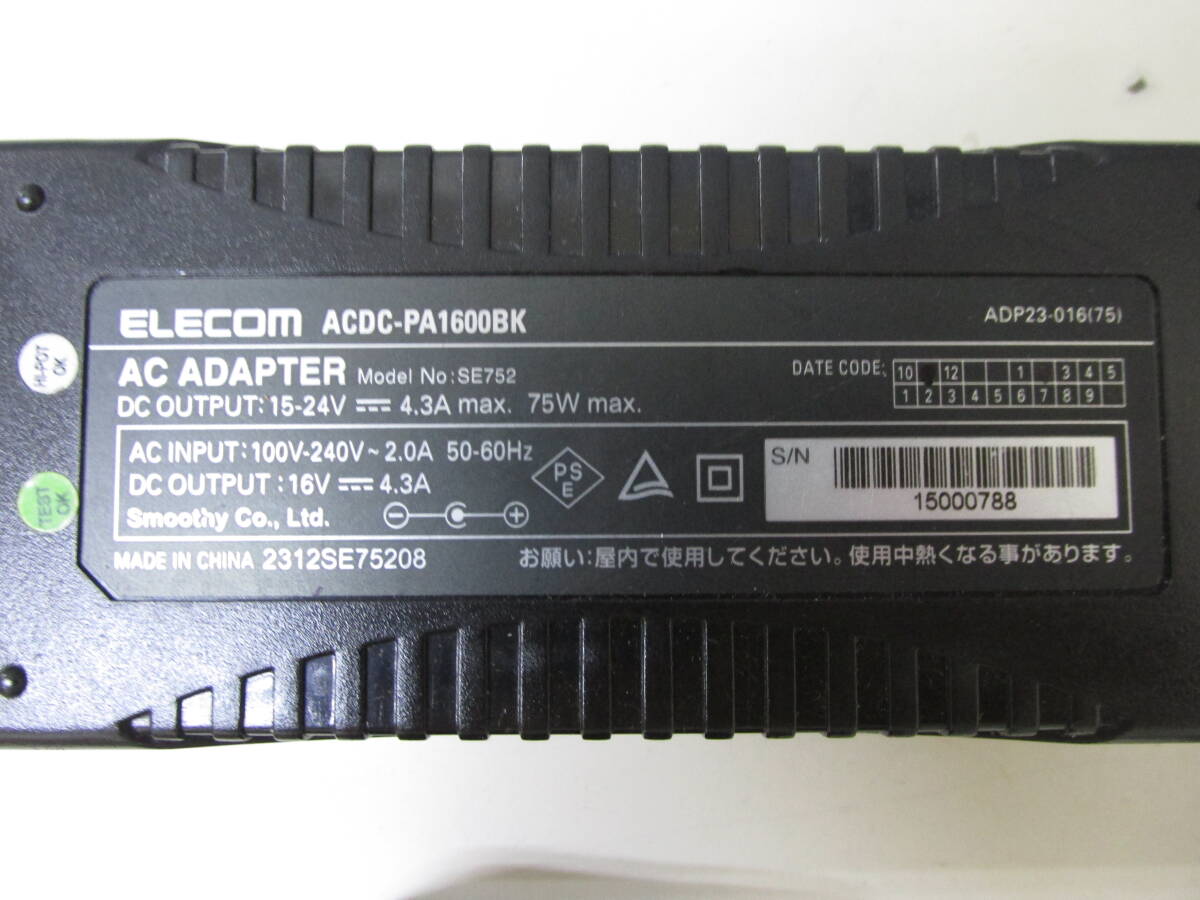 ELECOM ACDC-PA1600BK ADP23-016(75)
AC ADAPTER Model No:SE752
DATE CODE: 10 12 1 3 4 5
1 2 3 4 5 6 7 8 9
DC OUTPUT:15-24V ⎓ 4.3A max. 75W max.
AC INPUT:100V-240V~2.0A 50-60Hz
DC OUTPUT :16V ⎓ 4.3A
Smoothy Co., Ltd.
PS
E
S/N
15000788
MADE IN CHINA 2312SE75208
お願い:屋内で使用してください。使用中熱くなる事があります。
HI-POT
OK
TEST
OK